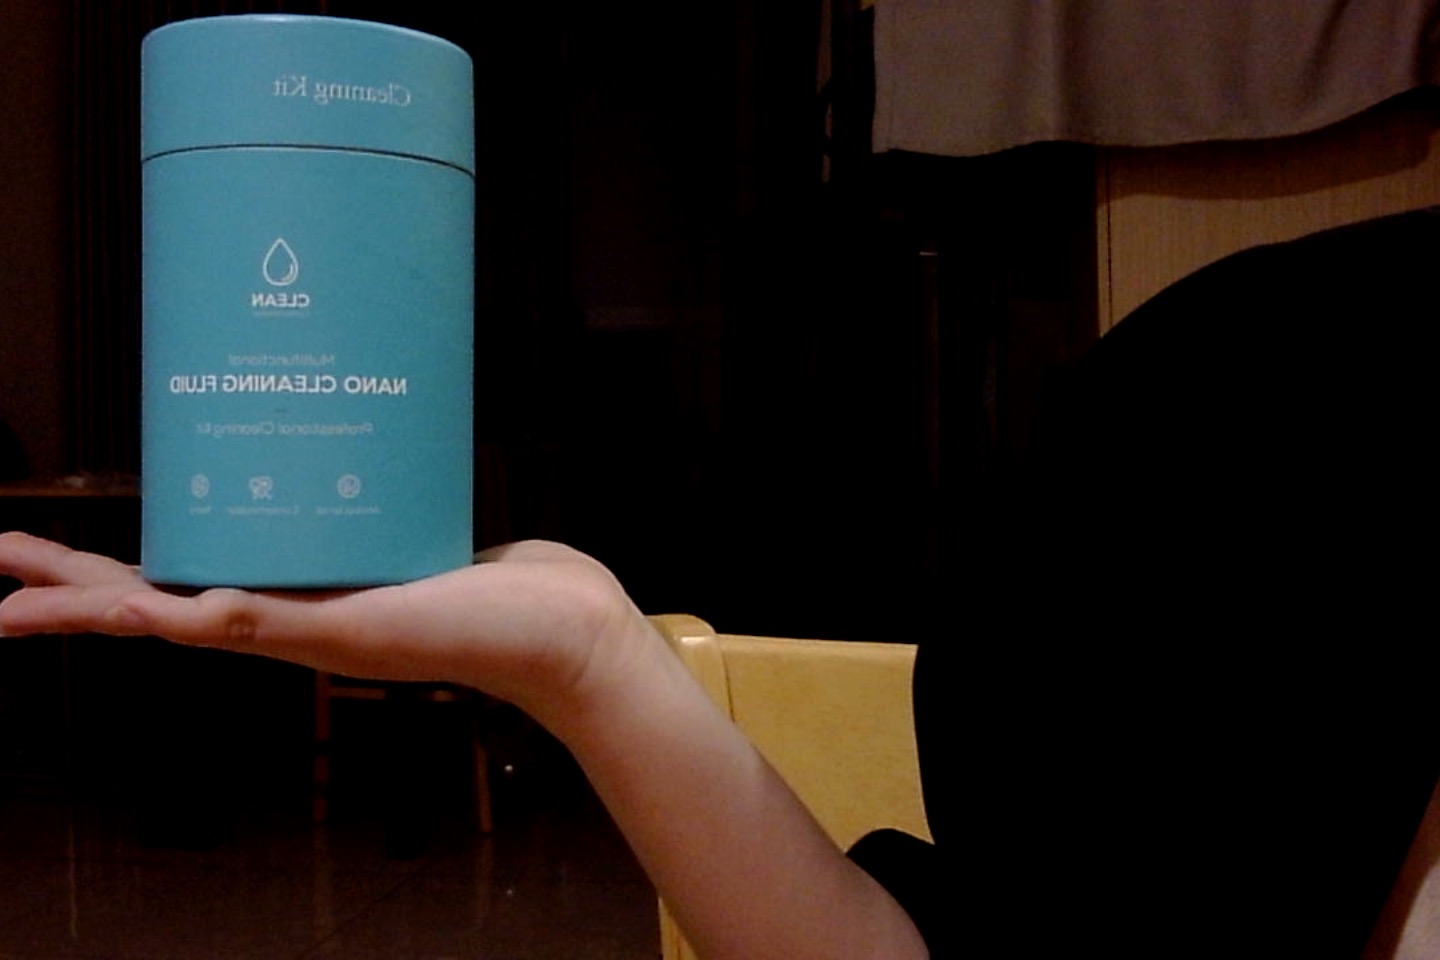 Cleaning Kit
CLEAN
Multifunctional
NANO CLEANING FLUID
Professional Cleaning kit